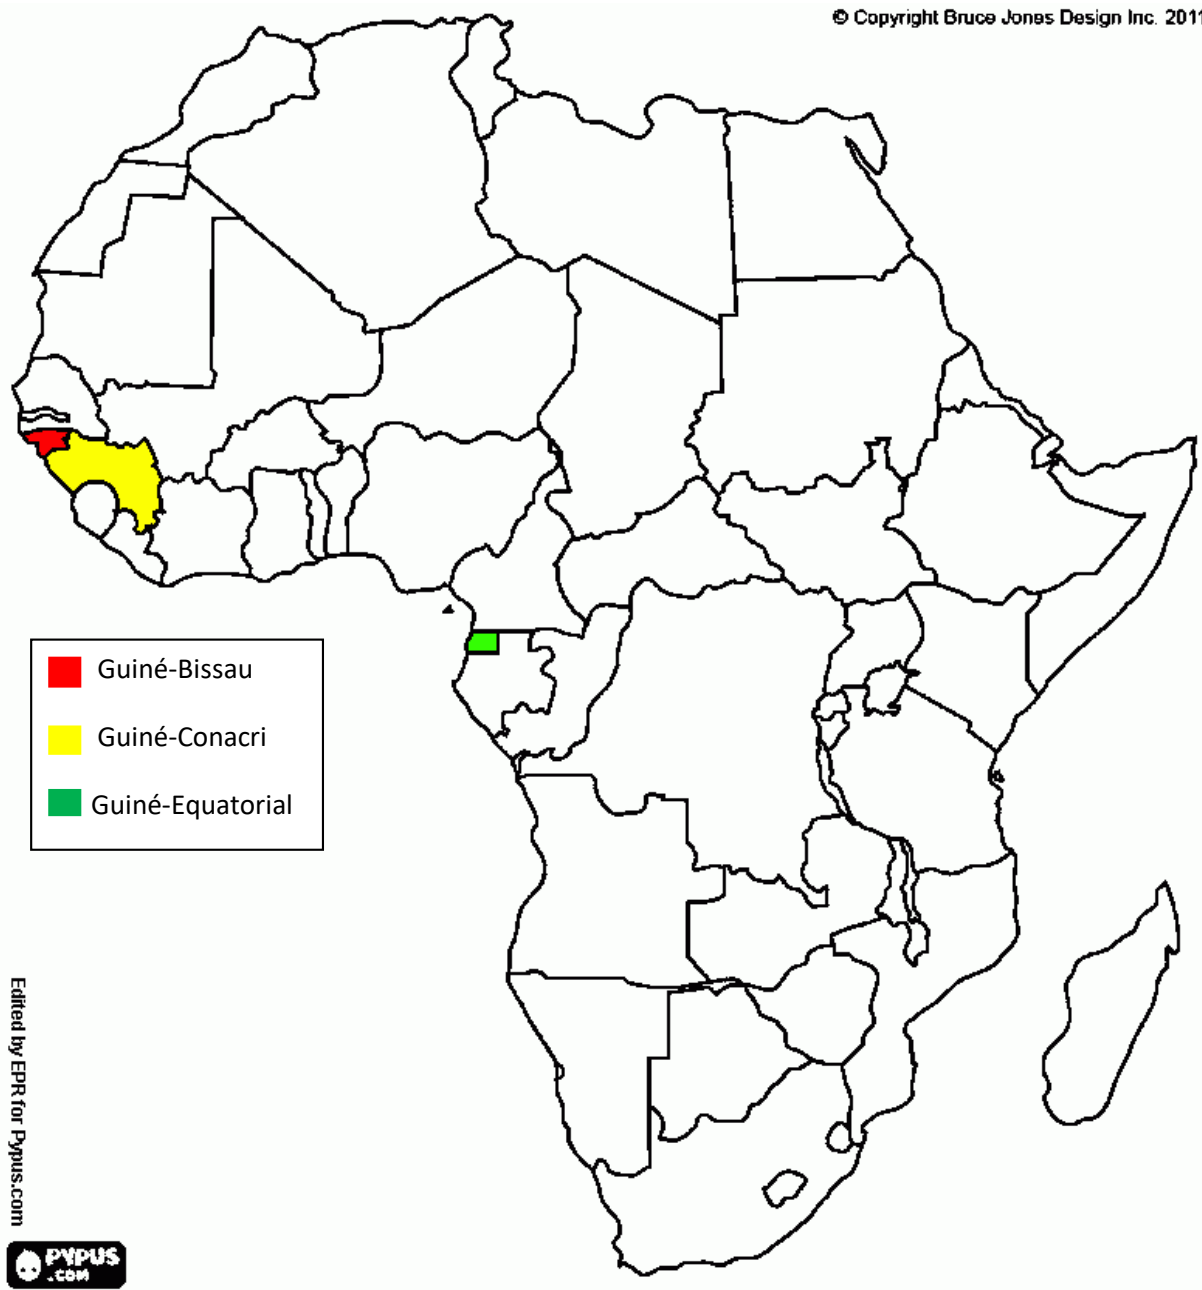 © Copyright Bruce Jones Design Inc. 2011
Guiné-Bissau
Guiné-Conacri
Guiné-Equatorial
Edited by EPR for Pypus.com
PYPUS
.COM